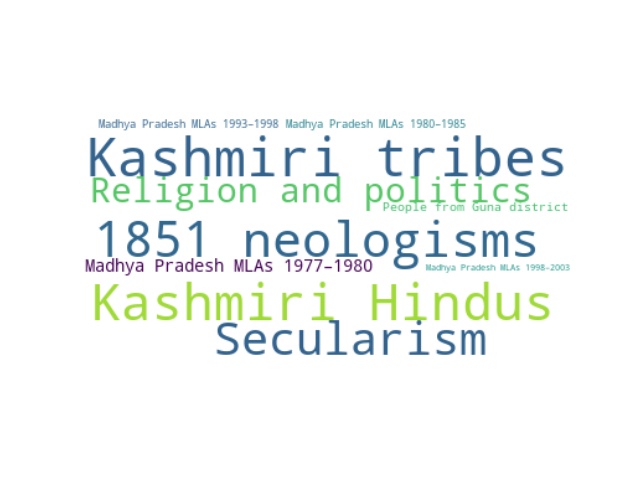 Madhya Pradesh MLAs 1993–1998 Madhya Pradesh MLAs 1980–1985
Kashmiri tribes
Religion and politics
People from Guna district
1851 neologisms
Madhya Pradesh MLAs 1977–1980
Madhya Pradesh MLAs 1998–2003
Kashmiri Hindus
Secularism